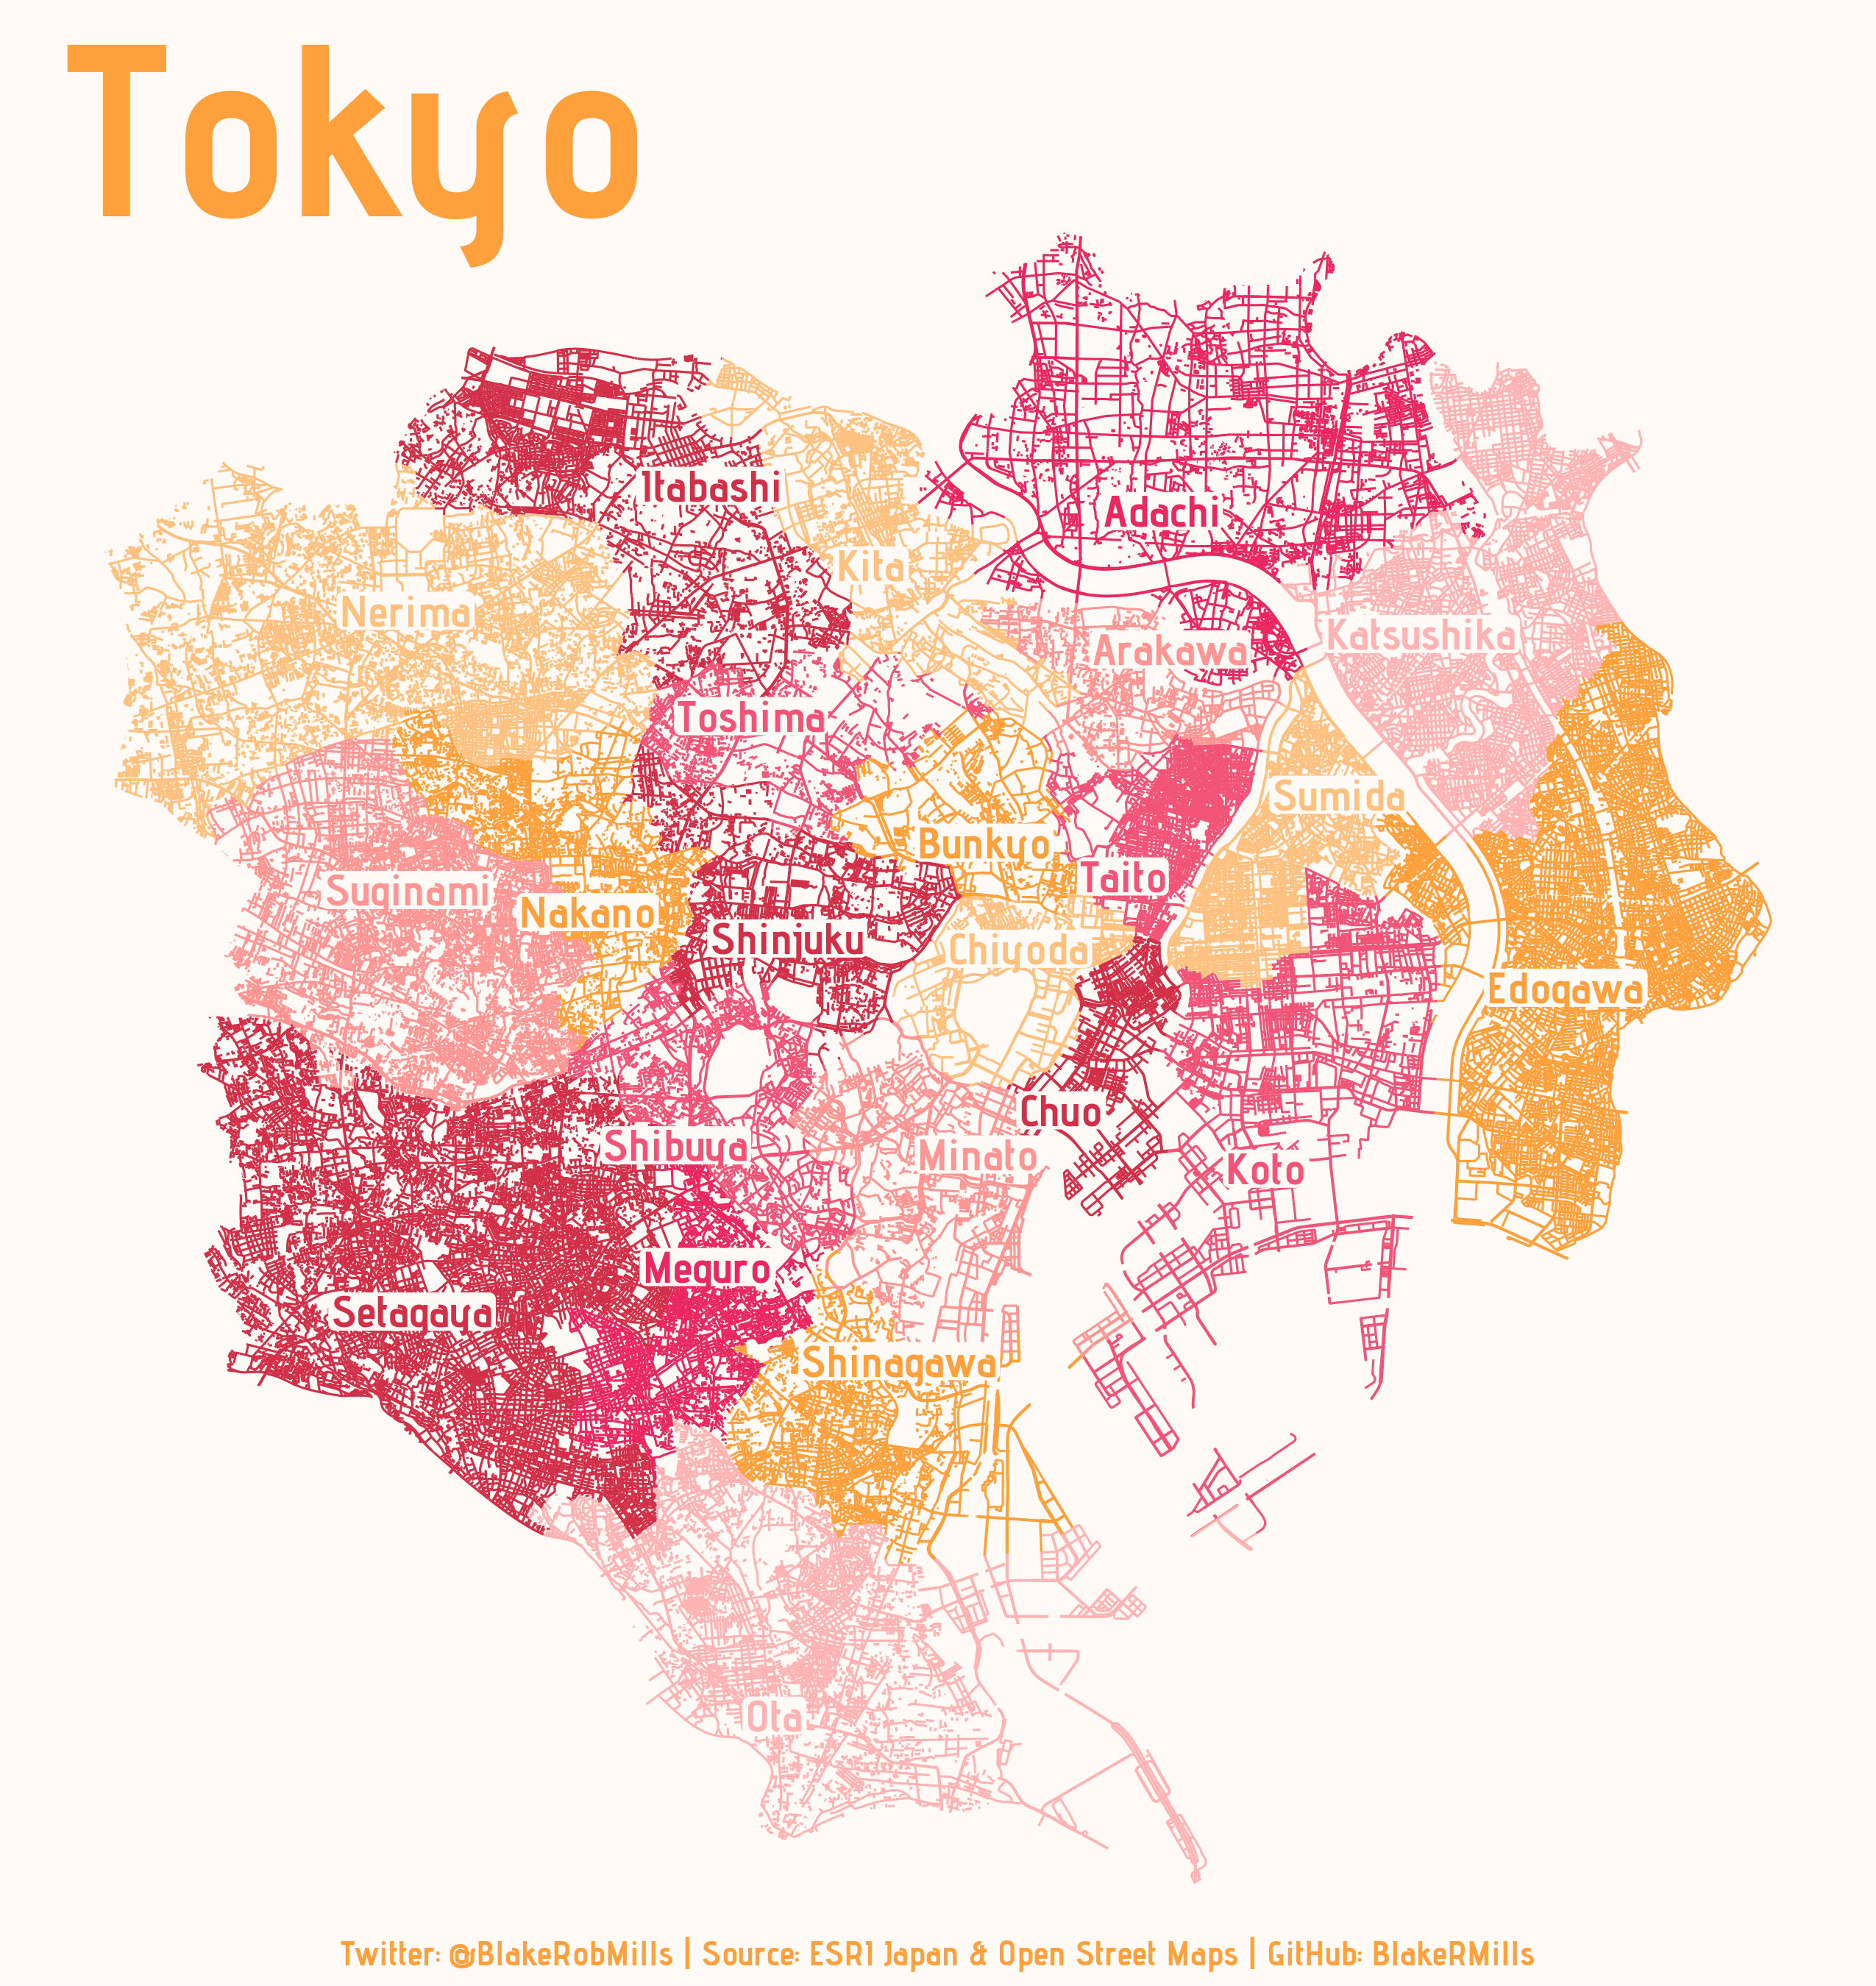 Tokyo
Itabashi
Adachi
Kita
Nerima
Katsushika
Arakawa
Toshima
Sumida
Bunkyo
Taito
Suginami
Nakano
Shinjuku
Chiyoda
Edogawa
Chuo
Shibuya
Minato
Koto
Meguro
Setagaya
Shinagawa
Ota
Twitter: @BlakeRobMills | Source: ESRI Japan & Open Street Maps | GitHub: BlakeRMills